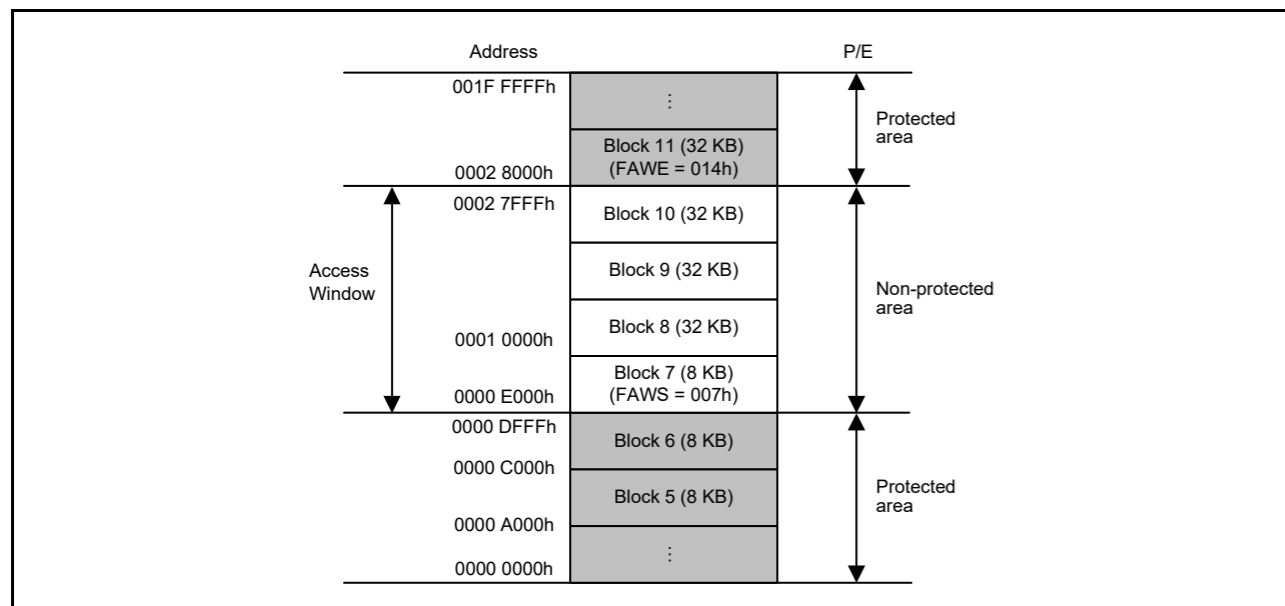 Address
P/E
001F FFFFh
⋮
Protected
area
Block 11 (32 KB)
(FAWE = 014h)
0002 8000h
0002 7FFFh
Block 10 (32 KB)
Access
Window
Block 9 (32 KB)
Non-protected
area
Block 8 (32 KB)
0001 0000h
Block 7 (8 KB)
(FAWS = 007h)
0000 E000h
0000 DFFFh
Block 6 (8 KB)
0000 C000h
Block 5 (8 KB)
Protected
area
0000 A000h
⋮
0000 0000h